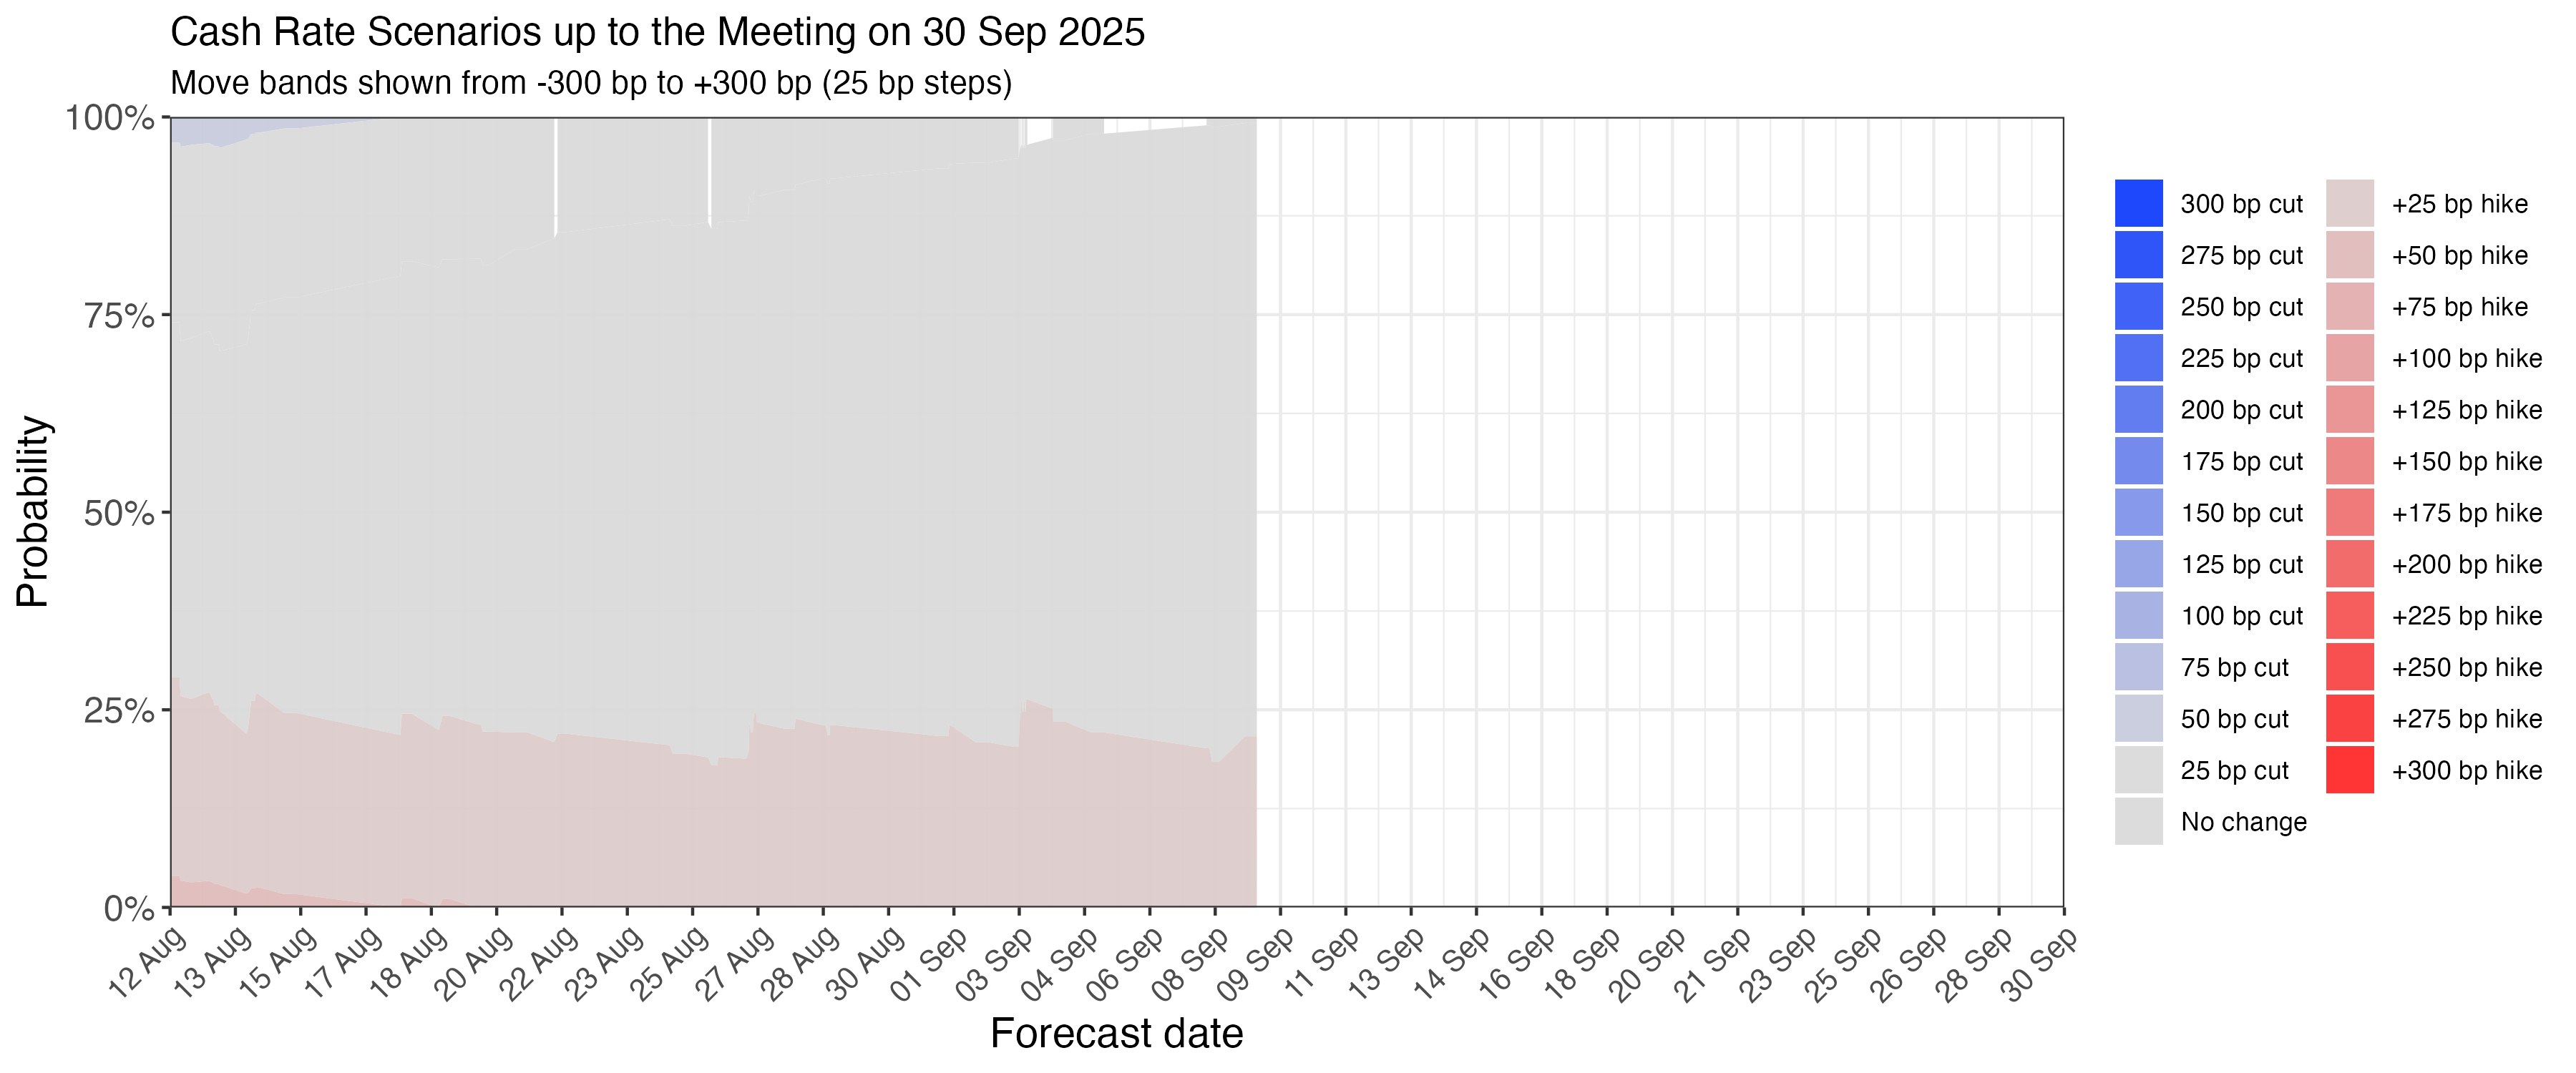 Cash Rate Scenarios up to the Meeting on 30 Sep 2025
Move bands shown from -300 bp to +300 bp (25 bp steps)
100%
75%
50%
25%
0%
Probability
12 Aug
13 Aug
15 Aug
17 Aug
18 Aug
20 Aug
22 Aug
23 Aug
25 Aug
27 Aug
28 Aug
30 Aug
01 Sep
03 Sep
04 Sep
06 Sep
08 Sep
09 Sep
11 Sep
13 Sep
14 Sep
16 Sep
18 Sep
20 Sep
21 Sep
23 Sep
25 Sep
26 Sep
28 Sep
30 Sep
Forecast date
300 bp cut
275 bp cut
250 bp cut
225 bp cut
200 bp cut
175 bp cut
150 bp cut
125 bp cut
100 bp cut
75 bp cut
50 bp cut
25 bp cut
No change
+25 bp hike
+50 bp hike
+75 bp hike
+100 bp hike
+125 bp hike
+150 bp hike
+175 bp hike
+200 bp hike
+225 bp hike
+250 bp hike
+275 bp hike
+300 bp hike